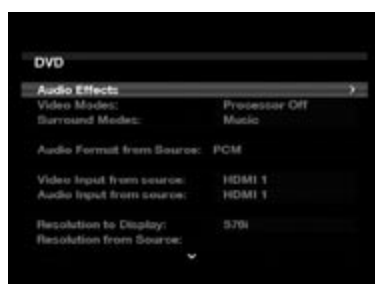 DVD
Audio Effects >
Video Modes: Processor Off
Surround Modes: Music
Audio Format from Source: PCM
Video Input from source: HDMI 1
Audio Input from source: HDMI 1
Resolution to Display: 576i
Resolution from Source: